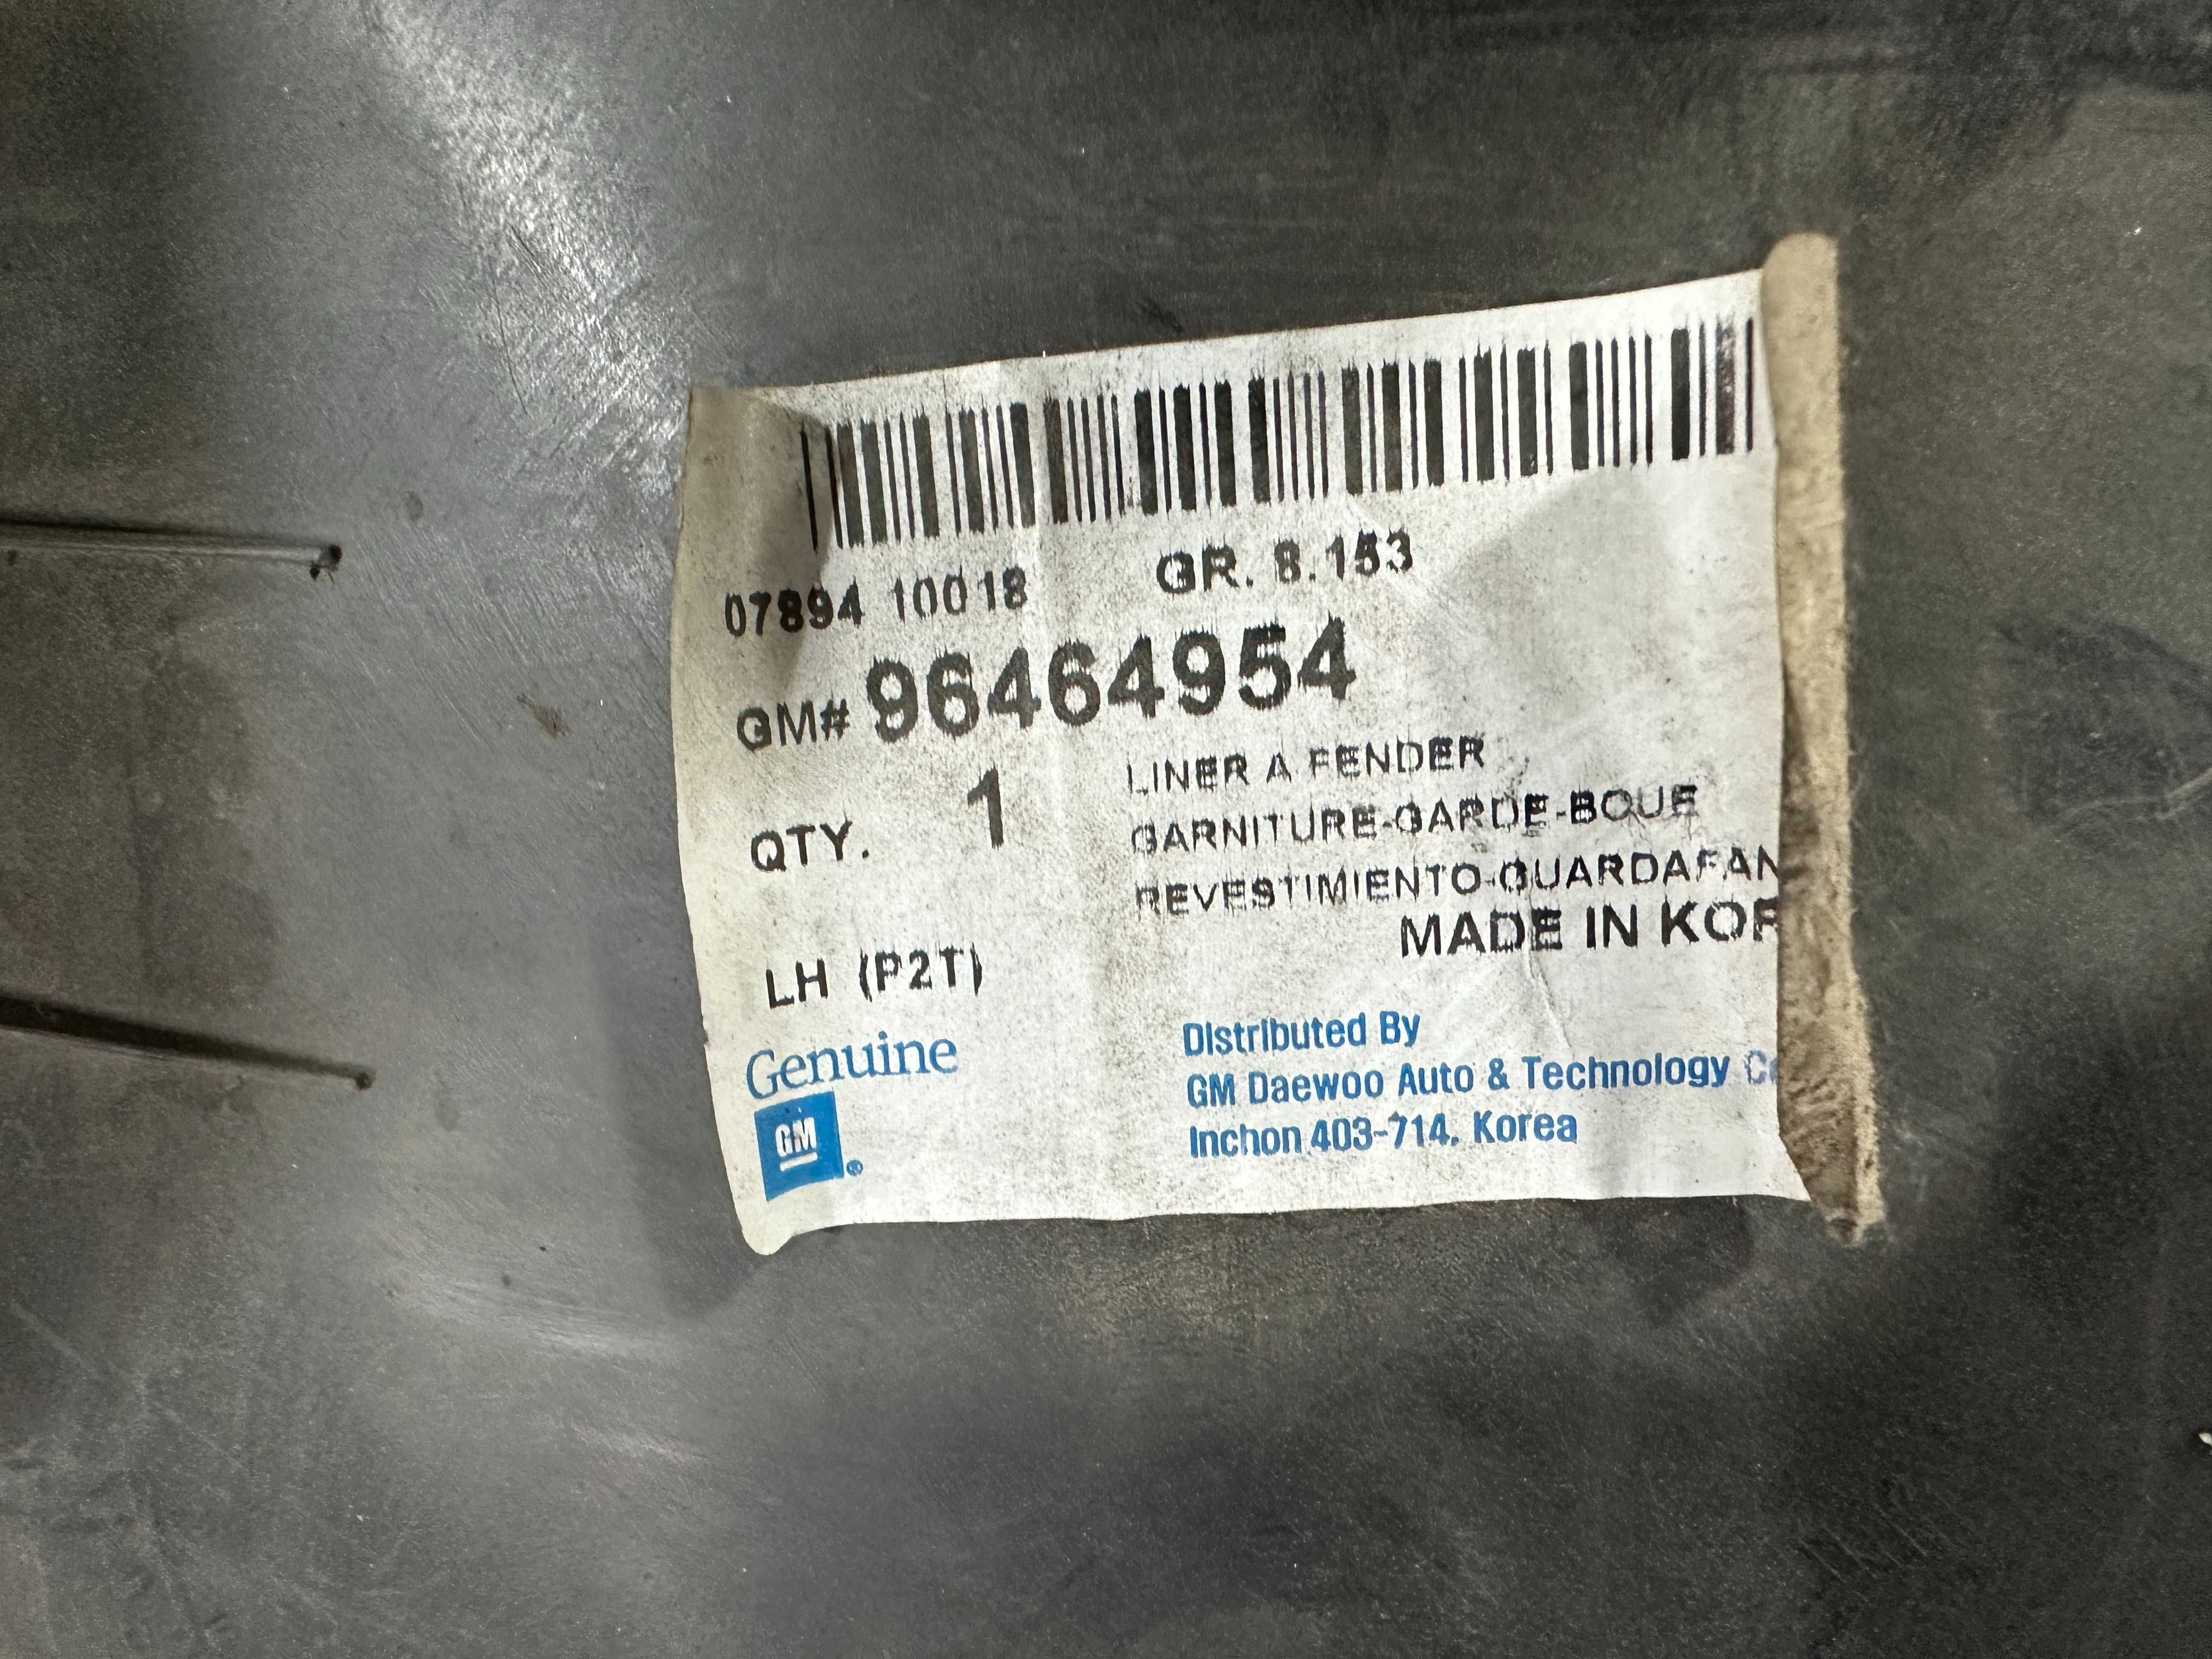 07894 10018 GR. 8.153
GM# 96464954
QTY. 1
LINER A FENDER
GARNITURE-GARDE-BOUE
REVESTIMIENTO-GUARDAFAN
MADE IN KOR
LH (P2T)
Genuine
GM ®
Distributed By
GM Daewoo Auto & Technology Co
Inchon 403-714, Korea